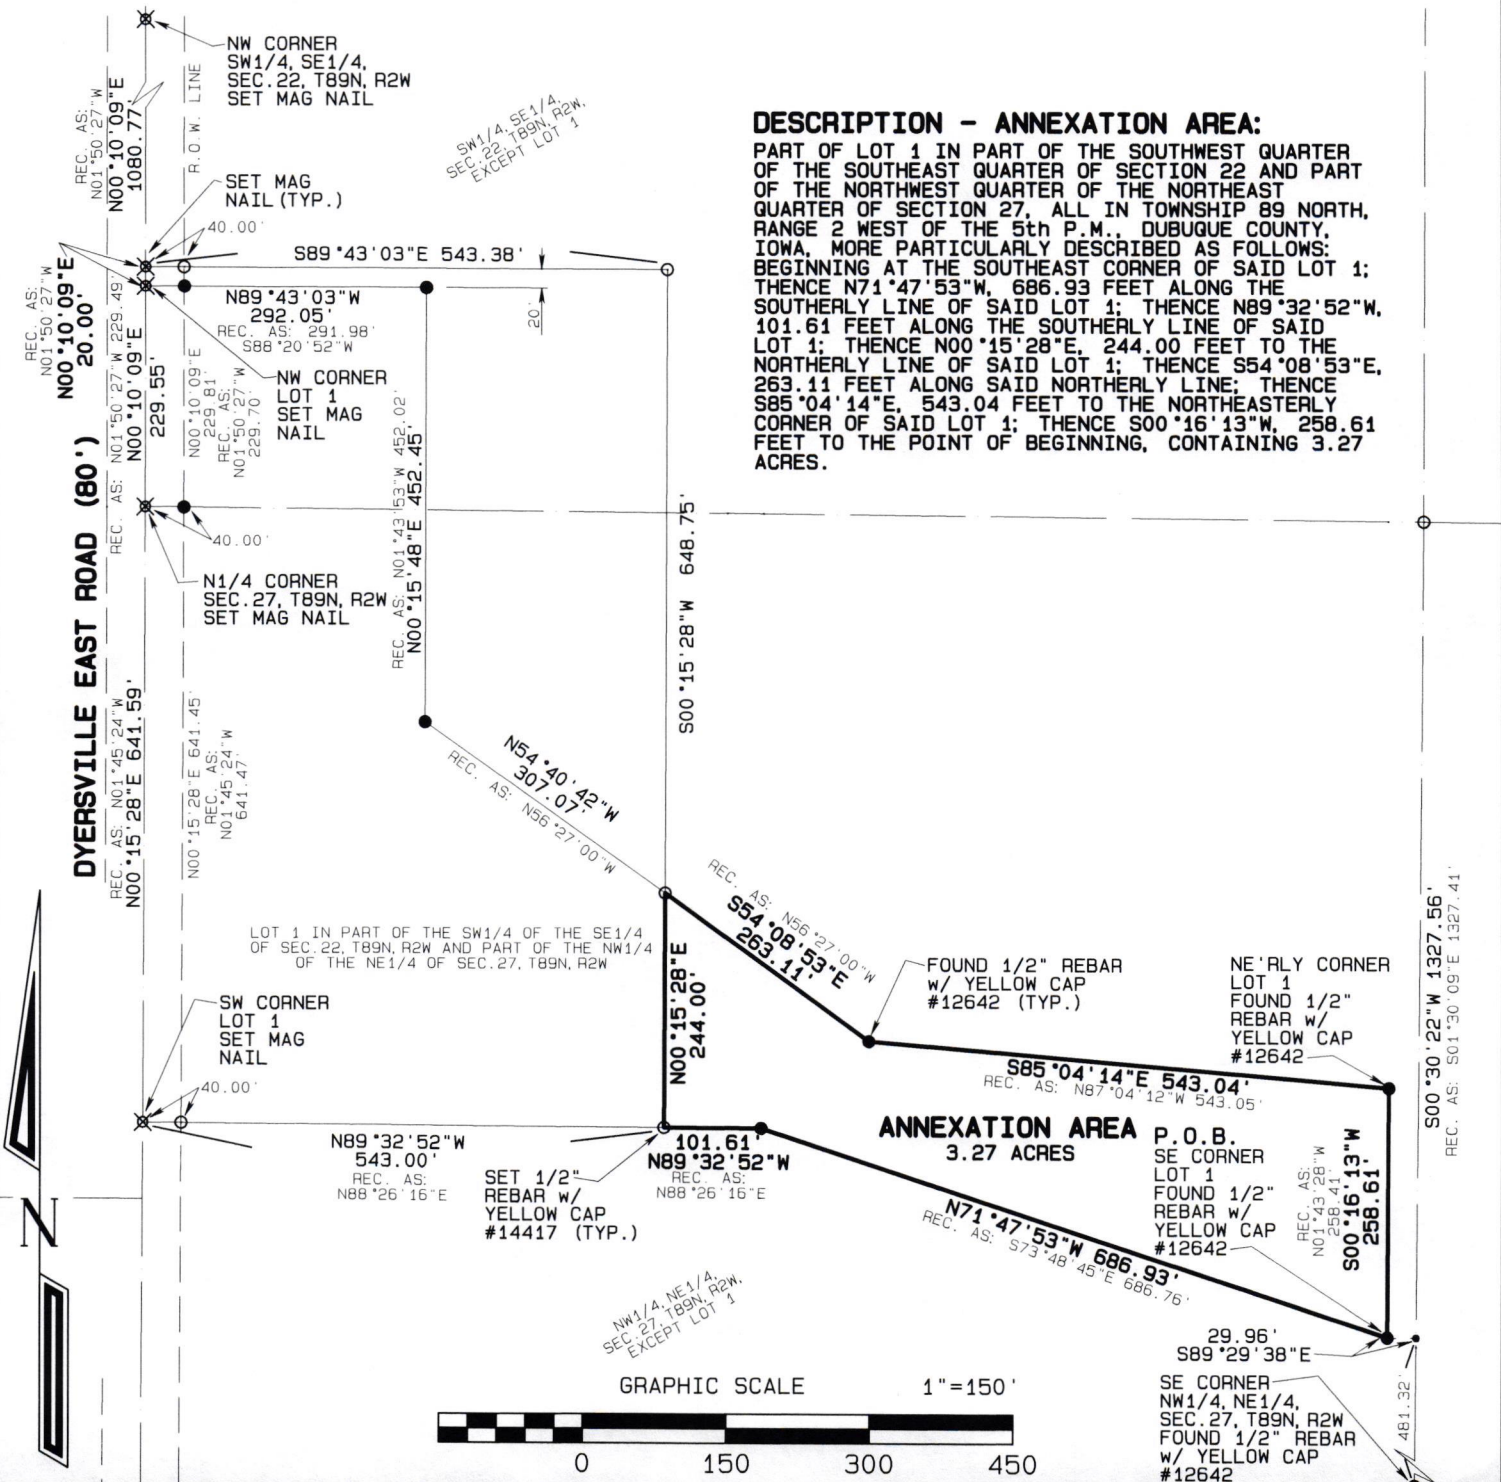 NW CORNER
SW1/4, SE1/4,
SEC.22, T89N, R2W
SET MAG NAIL
REC. AS:
N01°50'27"W
N00°10'09"E
1080.77'
R.O.W. LINE
SW1/4, SE1/4,
SEC.22, T89N, R2W,
EXCEPT LOT 1
SET MAG
NAIL (TYP.)
40.00'
S89°43'03"E 543.38'
DESCRIPTION - ANNEXATION AREA:
PART OF LOT 1 IN PART OF THE SOUTHWEST QUARTER
OF THE SOUTHEAST QUARTER OF SECTION 22 AND PART
OF THE NORTHWEST QUARTER OF THE NORTHEAST
QUARTER OF SECTION 27, ALL IN TOWNSHIP 89 NORTH,
RANGE 2 WEST OF THE 5th P.M., DUBUQUE COUNTY,
IOWA, MORE PARTICULARLY DESCRIBED AS FOLLOWS:
BEGINNING AT THE SOUTHEAST CORNER OF SAID LOT 1;
THENCE N71°47'53"W, 686.93 FEET ALONG THE
SOUTHERLY LINE OF SAID LOT 1; THENCE N89°32'52"W,
101.61 FEET ALONG THE SOUTHERLY LINE OF SAID
LOT 1; THENCE N00°15'28"E, 244.00 FEET TO THE
NORTHERLY LINE OF SAID LOT 1; THENCE S54°08'53"E,
263.11 FEET ALONG SAID NORTHERLY LINE; THENCE
S85°04'14"E, 543.04 FEET TO THE NORTHEASTERLY
CORNER OF SAID LOT 1; THENCE S00°16'13"W, 258.61
FEET TO THE POINT OF BEGINNING, CONTAINING 3.27
ACRES.
REC. AS:
N01°50'27"W
N00°10'09"E
20.00'
N89°43'03"W
292.05'
REC. AS: 291.98'
S88°20'52"W
20'
REC. AS: N01°50'27"W 229.49'
N00°10'09"E
229.55'
N00°10'09"E
229.81'
REC. AS:
N01°50'27"W
229.70'
NW CORNER
LOT 1
SET MAG
NAIL
REC. AS: N01°43'53"W 452.02'
N00°15'48"E 452.45'
S00°15'28"W 648.75'
40.00'
N1/4 CORNER
SEC.27, T89N, R2W
SET MAG NAIL
DYERSVILLE EAST ROAD (80')
REC. AS: N01°45'24"W
N00°15'28"E 641.59'
N00°15'28"E 641.45'
REC. AS:
N01°45'24"W
641.47'
N54°40'42"W
307.07'
REC. AS: N56°27'00"W
REC. AS: N56°27'00"W
S54°08'53"E
263.11'
LOT 1 IN PART OF THE SW1/4 OF THE SE1/4
OF SEC.22, T89N, R2W AND PART OF THE NW1/4
OF THE NE1/4 OF SEC.27, T89N, R2W
N00°15'28"E
244.00'
FOUND 1/2" REBAR
w/ YELLOW CAP
#12642 (TYP.)
NE'RLY CORNER
LOT 1
FOUND 1/2"
REBAR w/
YELLOW CAP
#12642
S00°30'22"W 1327.56'
REC. AS: S01°30'09"E 1327.41'
SW CORNER
LOT 1
SET MAG
NAIL
40.00'
S85°04'14"E 543.04'
REC. AS: N87°04'12"W 543.05'
N89°32'52"W
543.00'
REC. AS:
N88°26'16"E
SET 1/2"
REBAR w/
YELLOW CAP
#14417 (TYP.)
101.61'
N89°32'52"W
REC. AS:
N88°26'16"E
ANNEXATION AREA
3.27 ACRES
P.O.B.
SE CORNER
LOT 1
FOUND 1/2"
REBAR w/
YELLOW CAP
#12642
REC. AS:
N01°43'28"W
258.41'
S00°16'13"W
258.61'
N71°47'53"W 686.93'
REC. AS: S73°48'45"E 686.76'
N
NW1/4, NE1/4,
SEC.27, T89N, R2W,
EXCEPT LOT 1
29.96'
S89°29'38"E
SE CORNER
NW1/4, NE1/4,
SEC.27, T89N, R2W
FOUND 1/2" REBAR
w/ YELLOW CAP
#12642
481.32'
GRAPHIC SCALE 1"=150'
0 150 300 450